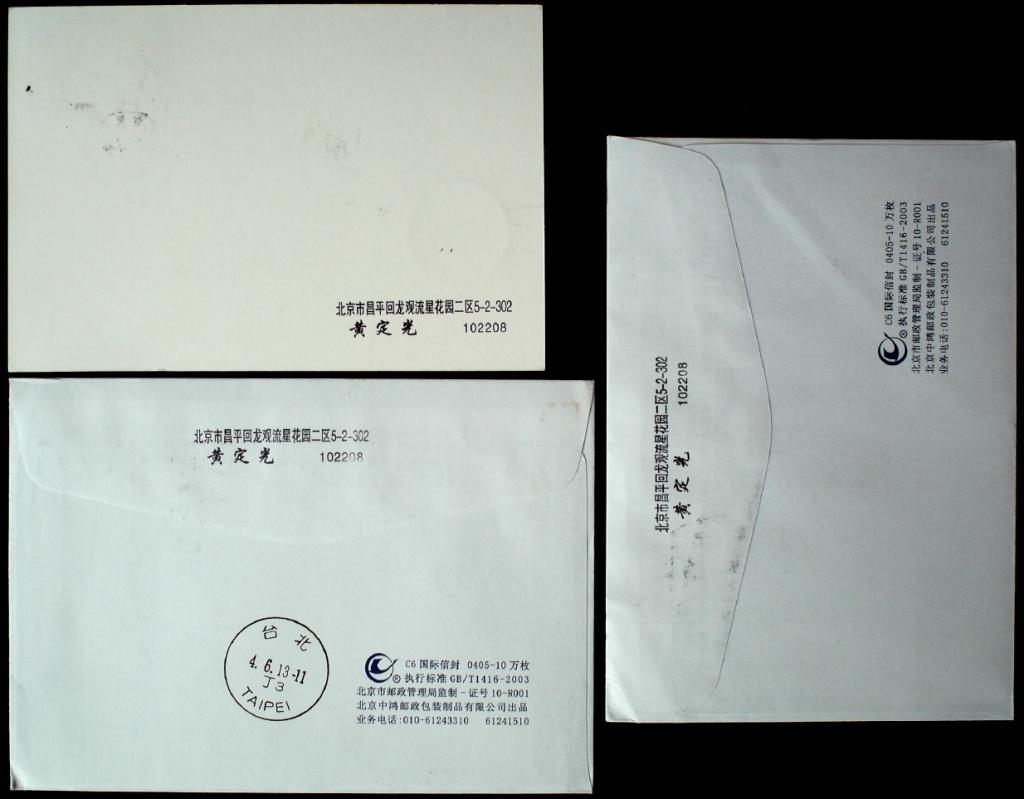 北京市昌平回龙观流星花园二区5-2-302
黄定光 102208
北京市昌平回龙观流星花园二区5-2-302
黄定光 102208
台北
4.6.13-11
J3
TAIPEI
C6 国际信封 0405-10 万枚
® 执行标准 GB/T1416-2003
北京市邮政管理局监制-证号 10-R001
北京中鸿邮政包装制品有限公司出品
业务电话:010-61243310 61241510
北京市昌平回龙观流星花园二区5-2-302
黄定光 102208
C6 国际信封 0405-10 万枚
® 执行标准 GB/T1416-2003
北京市邮政管理局监制-证号 10-R001
北京中鸿邮政包装制品有限公司出品
业务电话:010-61243310 61241510